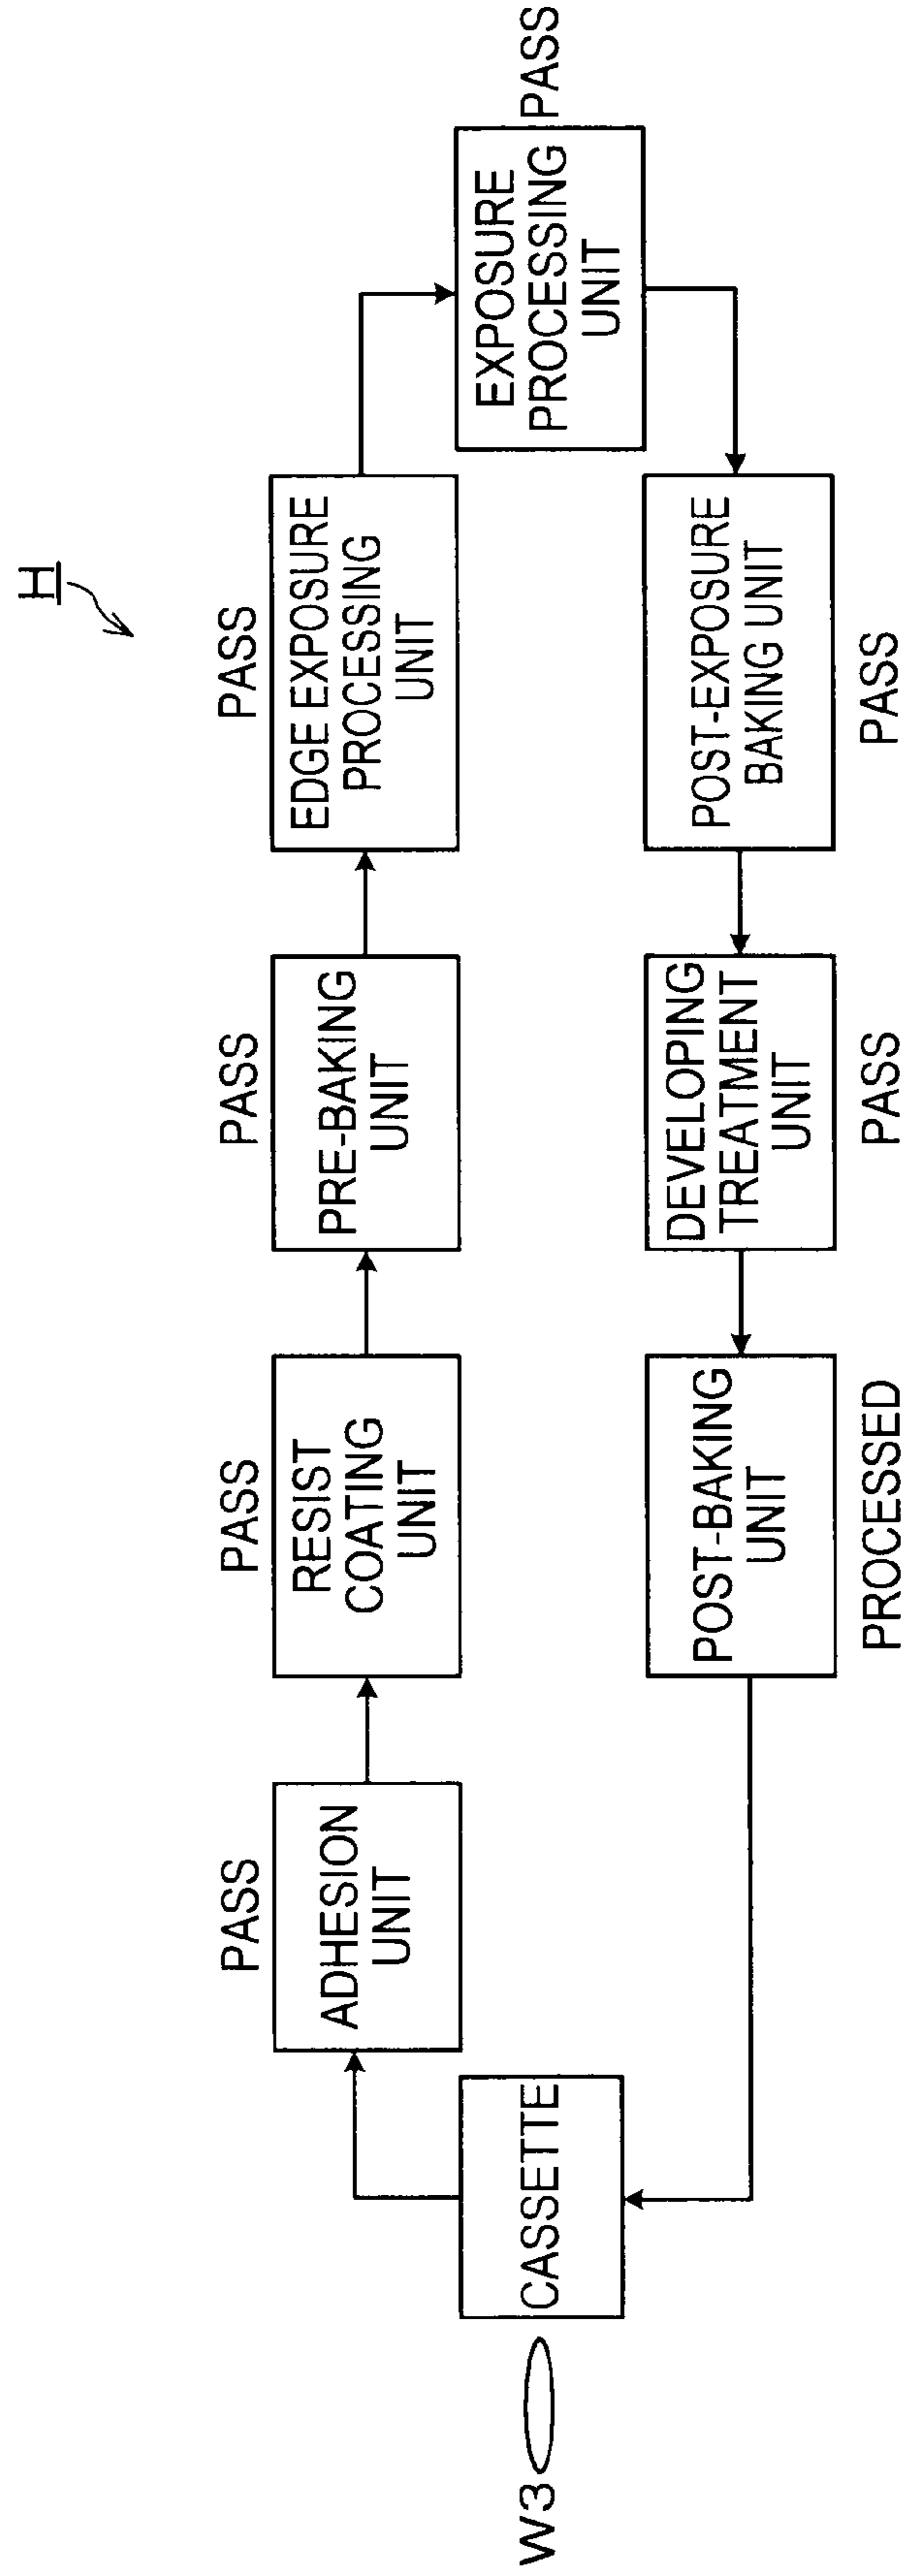 H
W3
CASSETTE
PASS
ADHESION
UNIT
PASS
RESIST
COATING
UNIT
PASS
PRE-BAKING
UNIT
PASS
EDGE EXPOSURE
PROCESSING
UNIT
PASS
EXPOSURE
PROCESSING
UNIT
POST-EXPOSURE
BAKING UNIT
PASS
DEVELOPING
TREATMENT
UNIT
PASS
POST-BAKING
UNIT
PROCESSED